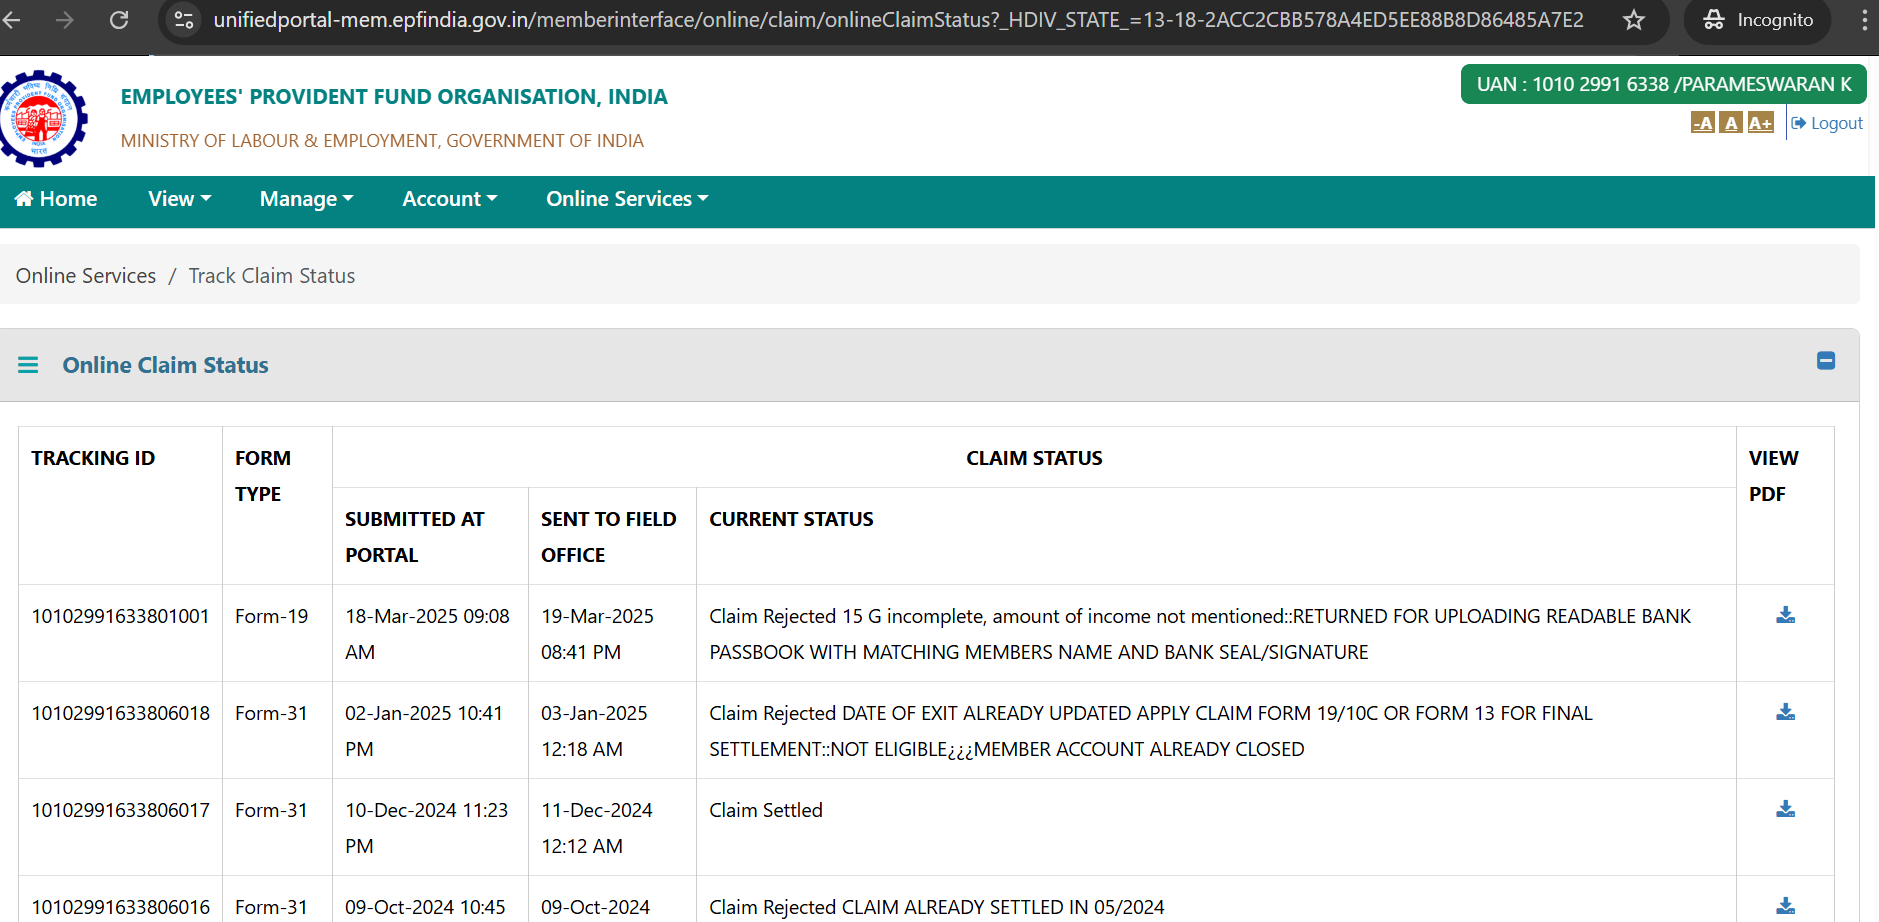 unifiedportal-mem.epfindia.gov.in/memberinterface/online/claim/onlineClaimStatus?_HDIV_STATE_=13-18-2ACC2CBB578A4ED5EE88B8D86485A7E2
Incognito
EMPLOYEES' PROVIDENT FUND ORGANISATION, INDIA
UAN : 1010 2991 6338 /PARAMESWARAN K
MINISTRY OF LABOUR & EMPLOYMENT, GOVERNMENT OF INDIA
-A A A+ Logout
Home View Manage Account Online Services
Online Services / Track Claim Status
Online Claim Status
TRACKING ID
FORM
TYPE
CLAIM STATUS
VIEW
PDF
SUBMITTED AT
PORTAL
SENT TO FIELD
OFFICE
CURRENT STATUS
10102991633801001 Form-19 18-Mar-2025 09:08 19-Mar-2025 Claim Rejected 15 G incomplete, amount of income not mentioned::RETURNED FOR UPLOADING READABLE BANK
AM 08:41 PM PASSBOOK WITH MATCHING MEMBERS NAME AND BANK SEAL/SIGNATURE
10102991633806018 Form-31 02-Jan-2025 10:41 03-Jan-2025 Claim Rejected DATE OF EXIT ALREADY UPDATED APPLY CLAIM FORM 19/10C OR FORM 13 FOR FINAL
PM 12:18 AM SETTLEMENT::NOT ELIGIBLE¿¿¿MEMBER ACCOUNT ALREADY CLOSED
10102991633806017 Form-31 10-Dec-2024 11:23 11-Dec-2024 Claim Settled
PM 12:12 AM
10102991633806016 Form-31 09-Oct-2024 10:45 09-Oct-2024 Claim Rejected CLAIM ALREADY SETTLED IN 05/2024